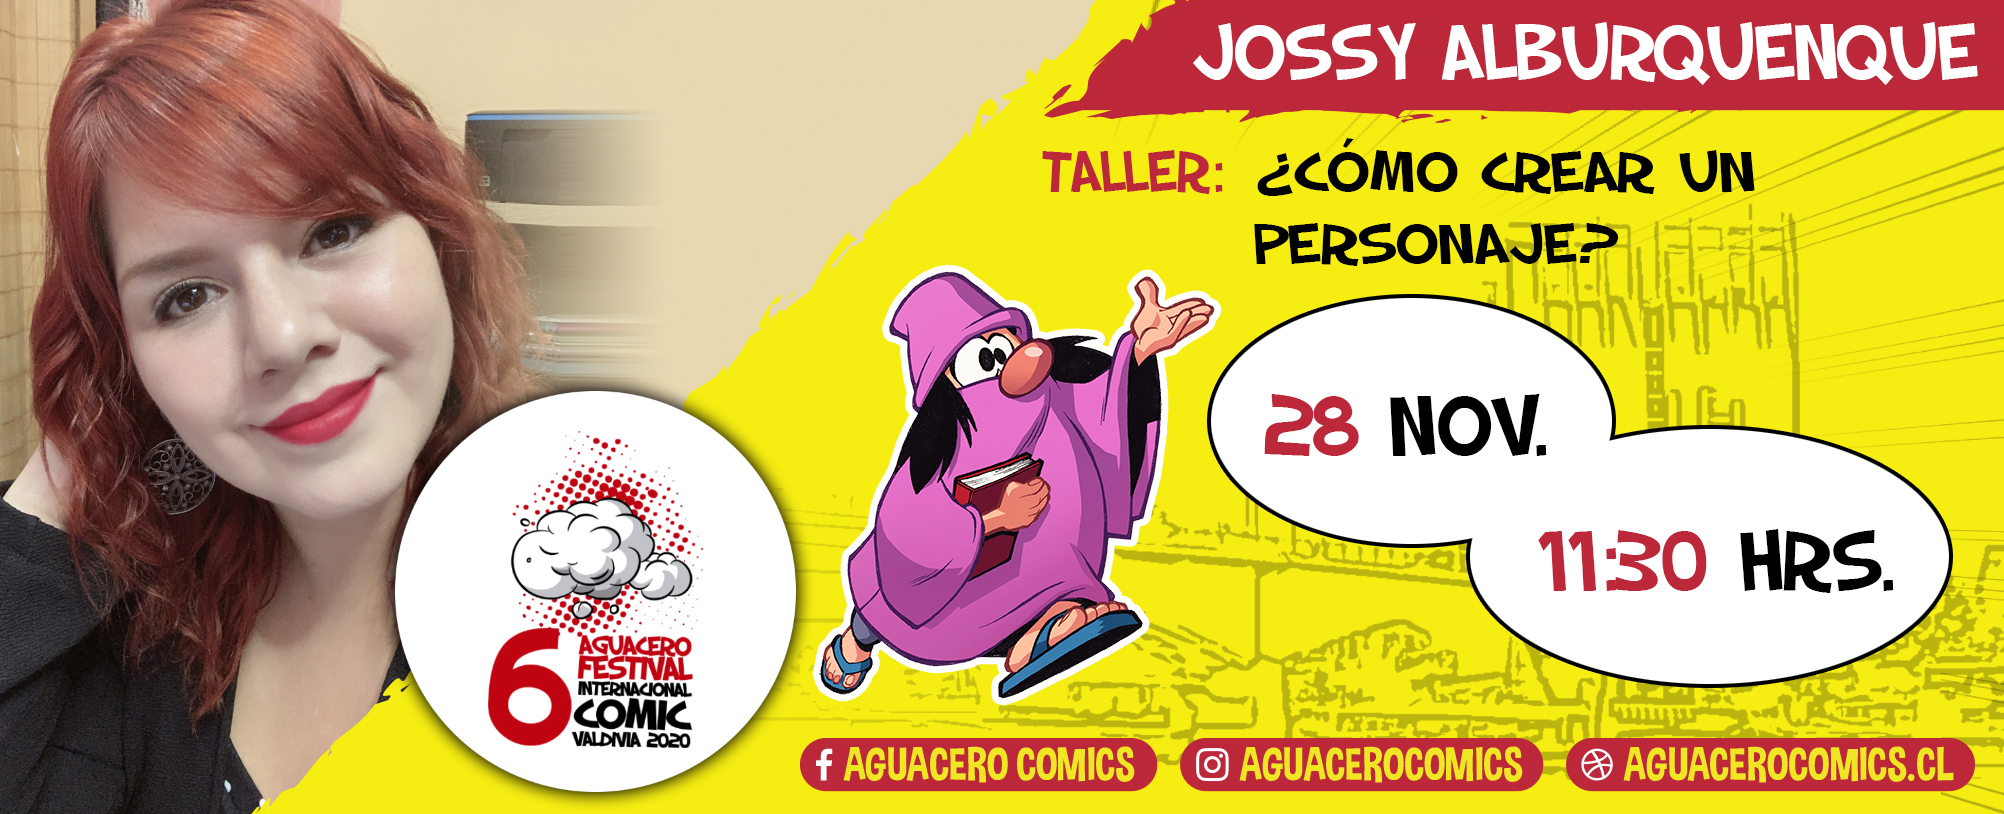 JOSSY ALBURQUENQUE
TALLER: ¿CÓMO CREAR UN
PERSONAJE?
28 NOV.
11:30 HRS.
6
AGUACERO
FESTIVAL
INTERNACIONAL
COMIC
VALDIVIA 2020
f AGUACERO COMICS
AGUACEROCOMICS
AGUACEROCOMICS.CL